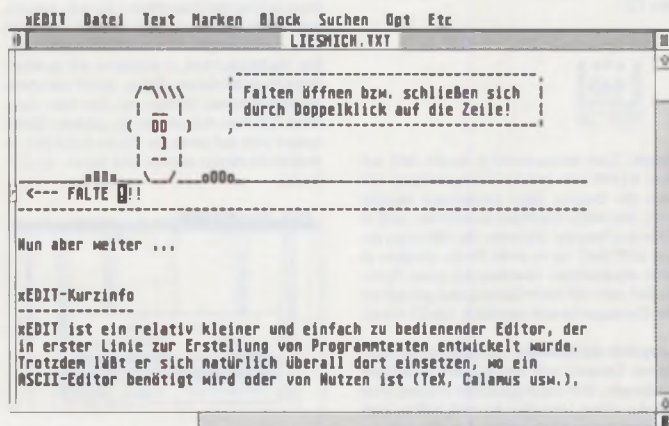 xEDIT Datei Text Marken Block Suchen Opt Etc
LIESMICH.TXT
Falten öffnen bzw. schließen sich
durch Doppelklick auf die Zeile!
<--- FALTE !!!
Nun aber weiter ...
xEDIT-Kurzinfo
xEDIT ist ein relativ kleiner und einfach zu bedienender Editor, der
in erster Linie zur Erstellung von Programmtexten entwickelt wurde.
Trotzdem läßt er sich natürlich überall dort einsetzen, wo ein
ASCII-Editor benötigt wird oder von Nutzen ist (TeX, Calamus usw.).